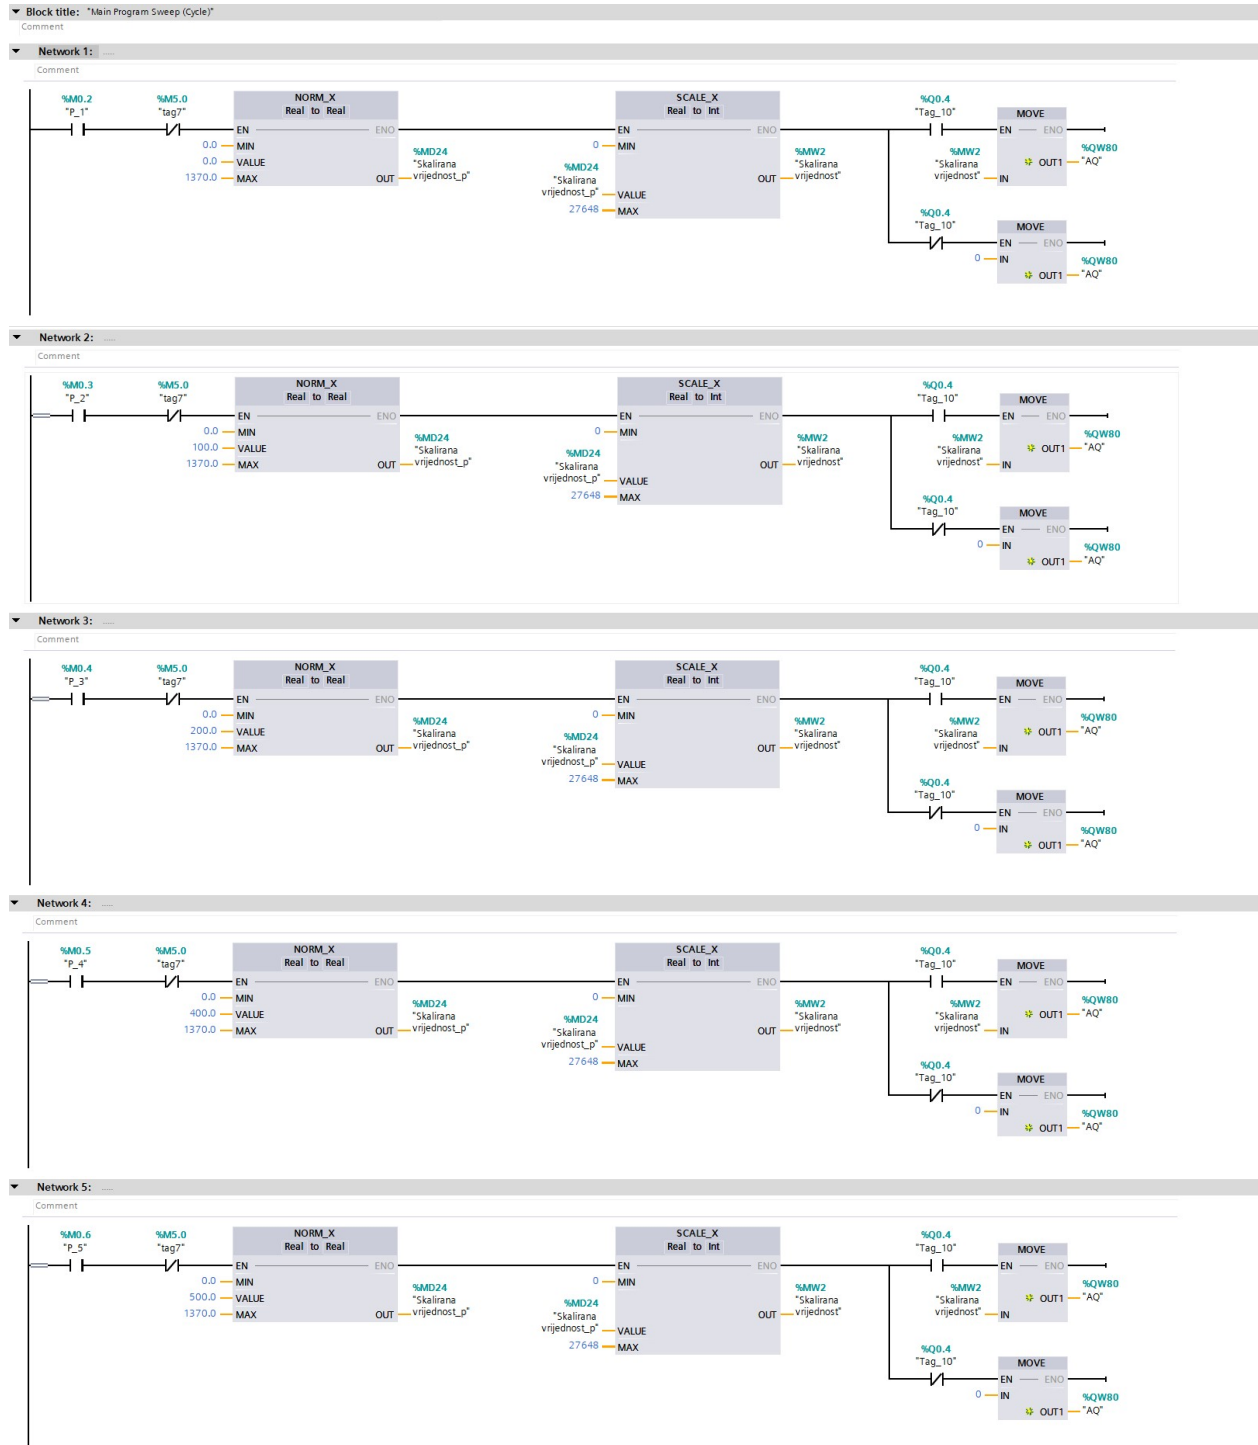 Block title: "Main Program Sweep (Cycle)"
Comment
Network 1: .....
Comment
%M0.2 %M5.0 NORM_X SCALE_X %Q0.4
"P_1" "tag7" Real to Real Real to Int "Tag_10" MOVE
EN ENO EN ENO EN ENO
0.0 MIN %MD24 0 MIN %MW2 %MW2 %QW80
0.0 VALUE "Skalirana %MD24 "Skalirana "Skalirana OUT1 "AQ"
1370.0 MAX OUT vrijednost_p" "Skalirana OUT vrijednost" vrijednost" IN
vrijednost_p" VALUE
27648 MAX
%Q0.4
"Tag_10" MOVE
EN ENO
0 IN %QW80
OUT1 "AQ"
Network 2: .....
Comment
%M0.3 %M5.0 NORM_X SCALE_X %Q0.4
"P_2" "tag7" Real to Real Real to Int "Tag_10" MOVE
EN ENO EN ENO EN ENO
0.0 MIN %MD24 0 MIN %MW2 %MW2 %QW80
100.0 VALUE "Skalirana %MD24 "Skalirana "Skalirana OUT1 "AQ"
1370.0 MAX OUT vrijednost_p" "Skalirana OUT vrijednost" vrijednost" IN
vrijednost_p" VALUE
27648 MAX
%Q0.4
"Tag_10" MOVE
EN ENO
0 IN %QW80
OUT1 "AQ"
Network 3: .....
Comment
%M0.4 %M5.0 NORM_X SCALE_X %Q0.4
"P_3" "tag7" Real to Real Real to Int "Tag_10" MOVE
EN ENO EN ENO EN ENO
0.0 MIN %MD24 0 MIN %MW2 %MW2 %QW80
200.0 VALUE "Skalirana %MD24 "Skalirana "Skalirana OUT1 "AQ"
1370.0 MAX OUT vrijednost_p" "Skalirana OUT vrijednost" vrijednost" IN
vrijednost_p" VALUE
27648 MAX
%Q0.4
"Tag_10" MOVE
EN ENO
0 IN %QW80
OUT1 "AQ"
Network 4: .....
Comment
%M0.5 %M5.0 NORM_X SCALE_X %Q0.4
"P_4" "tag7" Real to Real Real to Int "Tag_10" MOVE
EN ENO EN ENO EN ENO
0.0 MIN %MD24 0 MIN %MW2 %MW2 %QW80
400.0 VALUE "Skalirana %MD24 "Skalirana "Skalirana OUT1 "AQ"
1370.0 MAX OUT vrijednost_p" "Skalirana OUT vrijednost" vrijednost" IN
vrijednost_p" VALUE
27648 MAX
%Q0.4
"Tag_10" MOVE
EN ENO
0 IN %QW80
OUT1 "AQ"
Network 5: .....
Comment
%M0.6 %M5.0 NORM_X SCALE_X %Q0.4
"P_5" "tag7" Real to Real Real to Int "Tag_10" MOVE
EN ENO EN ENO EN ENO
0.0 MIN %MD24 0 MIN %MW2 %MW2 %QW80
500.0 VALUE "Skalirana %MD24 "Skalirana "Skalirana OUT1 "AQ"
1370.0 MAX OUT vrijednost_p" "Skalirana OUT vrijednost" vrijednost" IN
vrijednost_p" VALUE
27648 MAX
%Q0.4
"Tag_10" MOVE
EN ENO
0 IN %QW80
OUT1 "AQ"